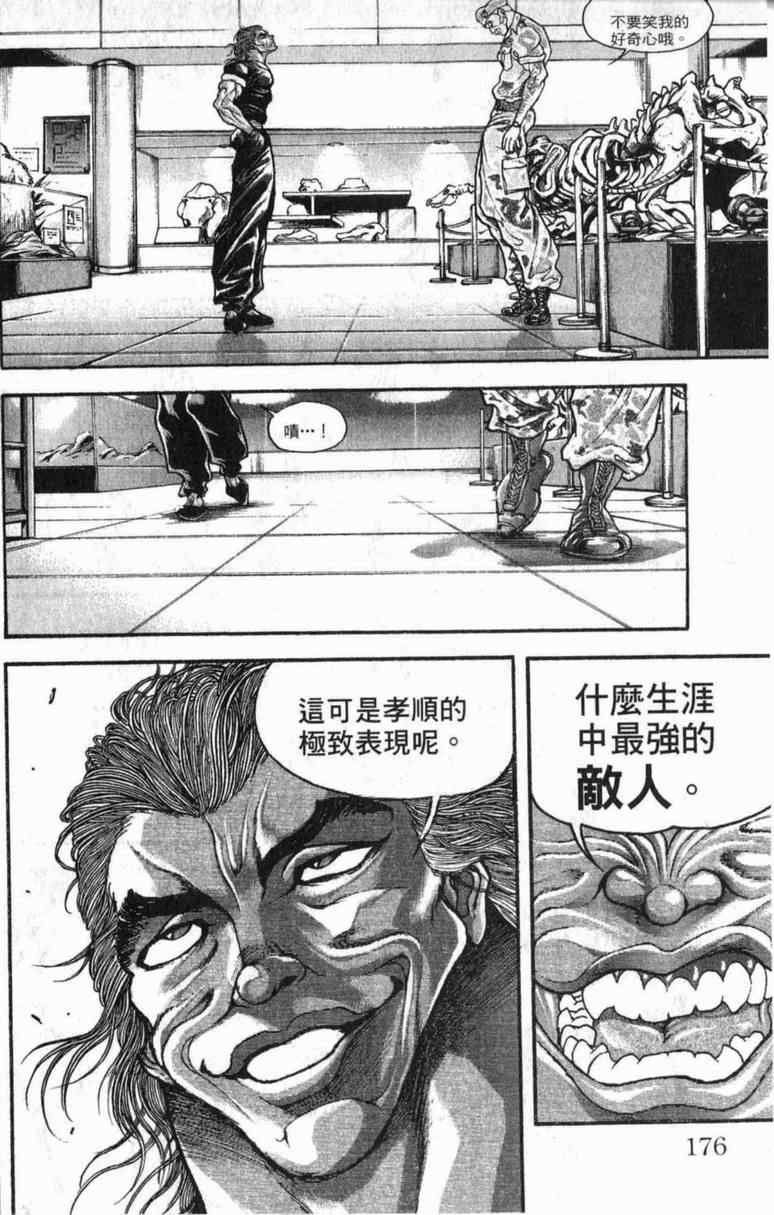 不要笑我的
好奇心哦。
嘖…！
什麼生涯
中最強的
敵人。
這可是孝順的
極致表現呢。
176